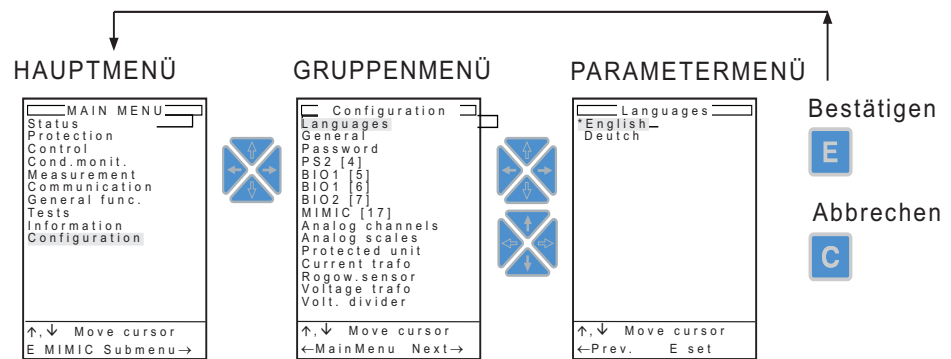 HAUPTMENÜ
MAIN MENU
Status
Protection
Control
Cond.monit.
Measurement
Communication
General func.
Tests
Information
Configuration
↑,↓ Move cursor
E MIMIC Submenu→
GRUPPENMENÜ
Configuration
Languages
General
Password
PS2 [4]
BIO1 [5]
BIO1 [6]
BIO2 [7]
MIMIC [17]
Analog channels
Analog scales
Protected unit
Current trafo
Rogow.sensor
Voltage trafo
Volt. divider
↑,↓ Move cursor
←MainMenu Next→
PARAMETERMENÜ
Languages
*English
Deutch
↑,↓ Move cursor
←Prev. E set
Bestätigen
E
Abbrechen
C